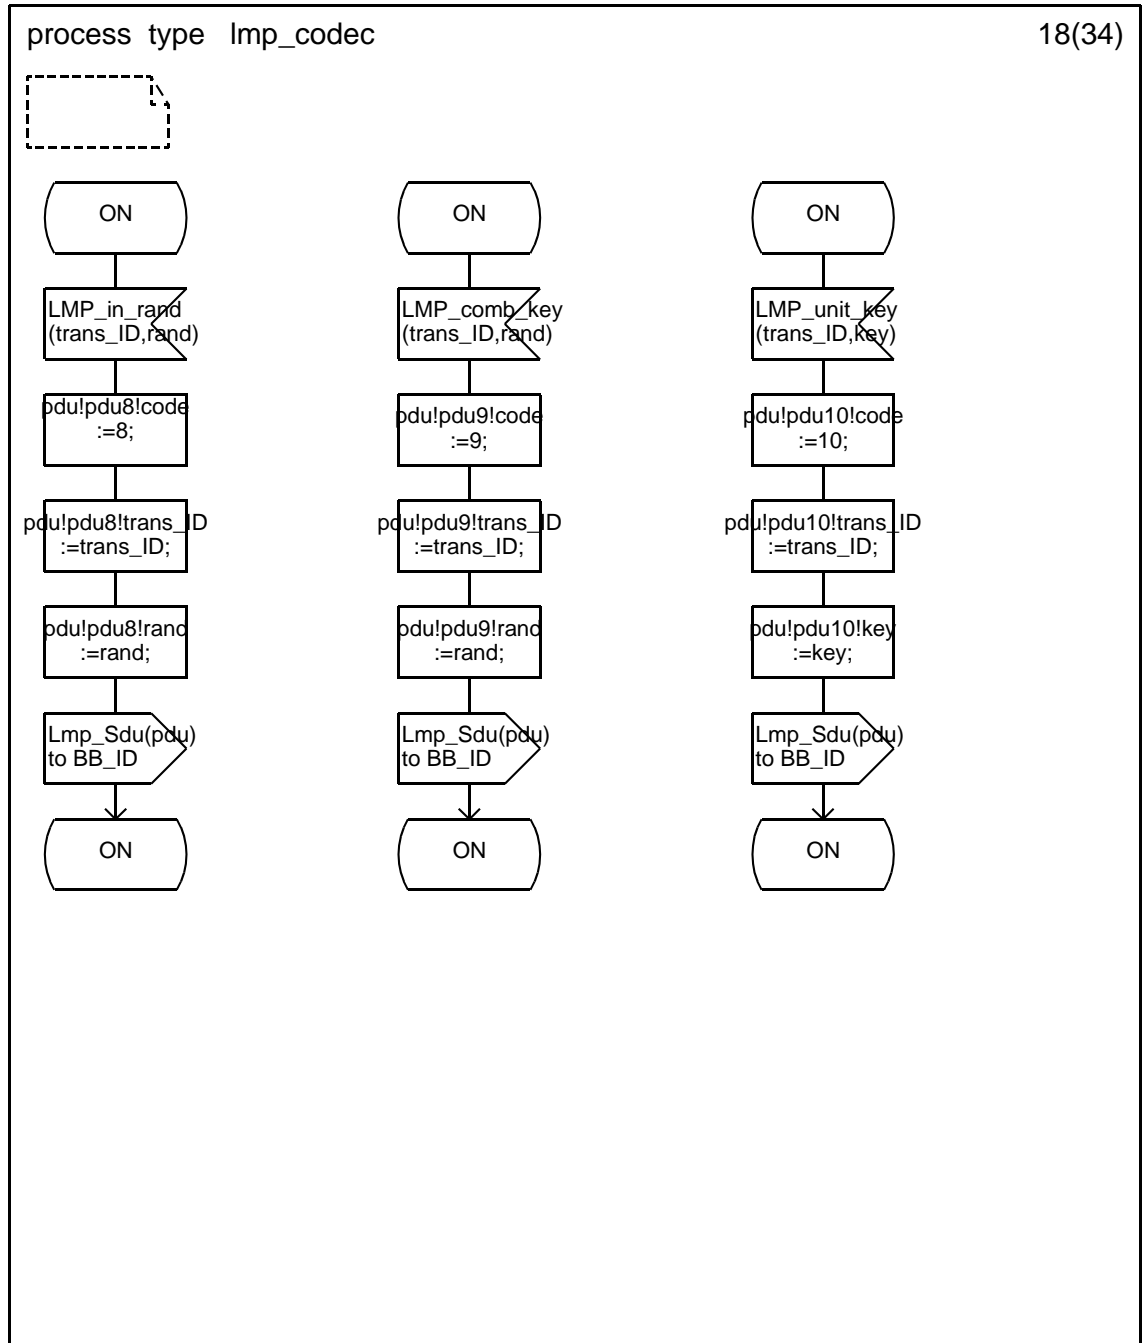 process type lmp_codec
18(34)
ON
LMP_in_rand
(trans_ID,rand)
pdu!pdu8!code
:=8;
pdu!pdu8!trans_ID
:=trans_ID;
pdu!pdu8!rand
:=rand;
Lmp_Sdu(pdu)
to BB_ID
ON
ON
LMP_comb_key
(trans_ID,rand)
pdu!pdu9!code
:=9;
pdu!pdu9!trans_ID
:=trans_ID;
pdu!pdu9!rand
:=rand;
Lmp_Sdu(pdu)
to BB_ID
ON
ON
LMP_unit_key
(trans_ID,key)
pdu!pdu10!code
:=10;
pdu!pdu10!trans_ID
:=trans_ID;
pdu!pdu10!key
:=key;
Lmp_Sdu(pdu)
to BB_ID
ON